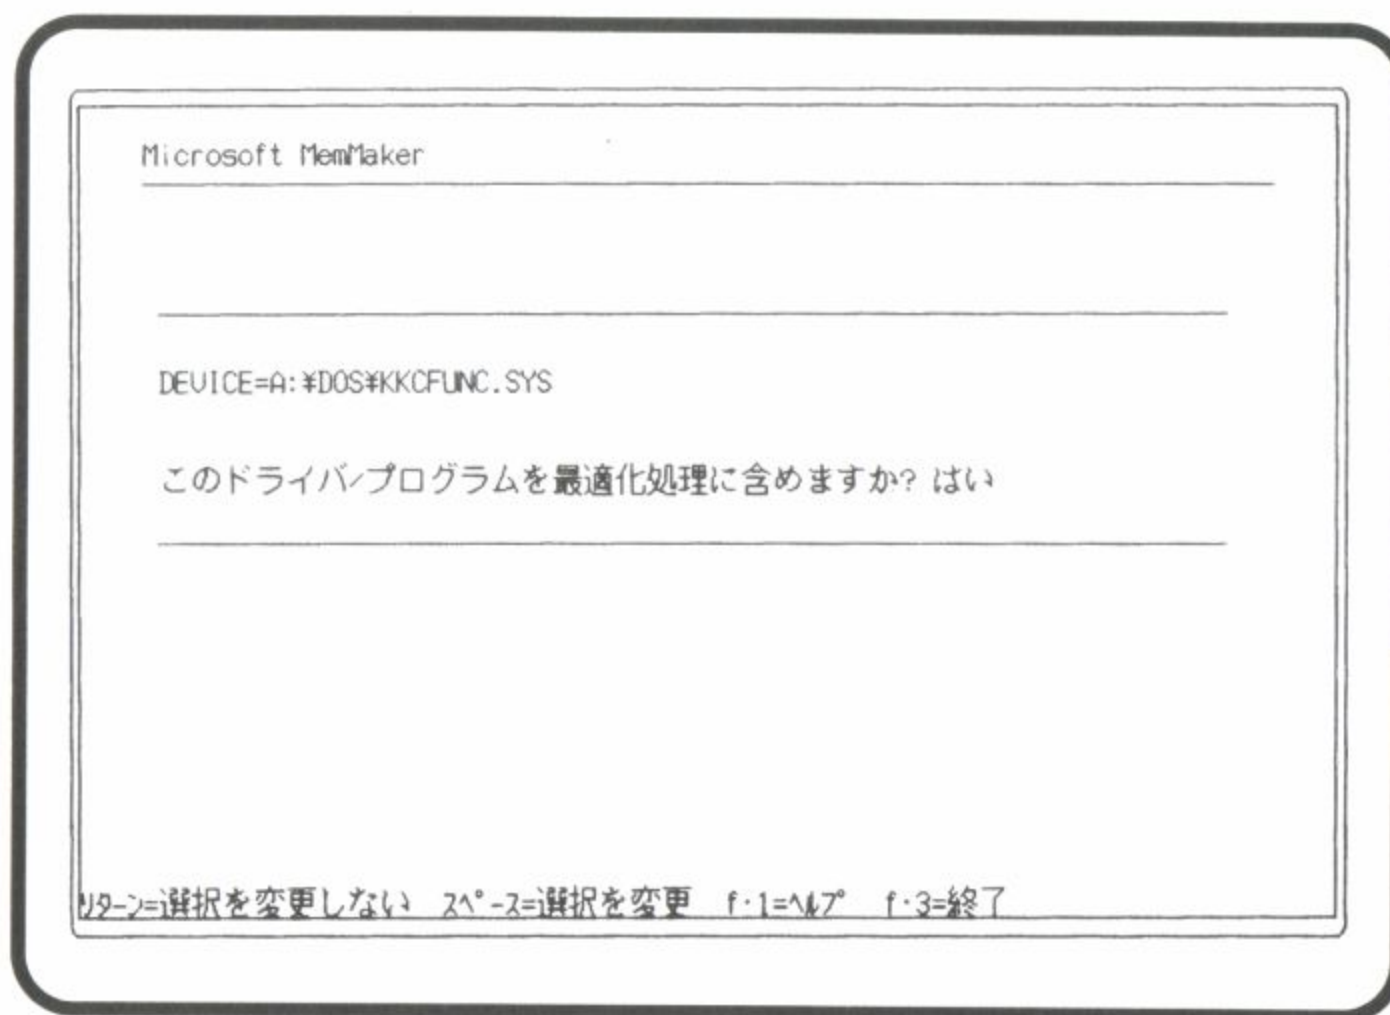 Microsoft MemMaker
DEVICE=A:¥DOS¥KKCFUNC.SYS
このドライバ/プログラムを最適化処理に含めますか? はい
ﾘﾀｰﾝ=選択を変更しない ｽﾍﾟｰｽ=選択を変更 f･1=ﾍﾙﾌﾟ f･3=終了